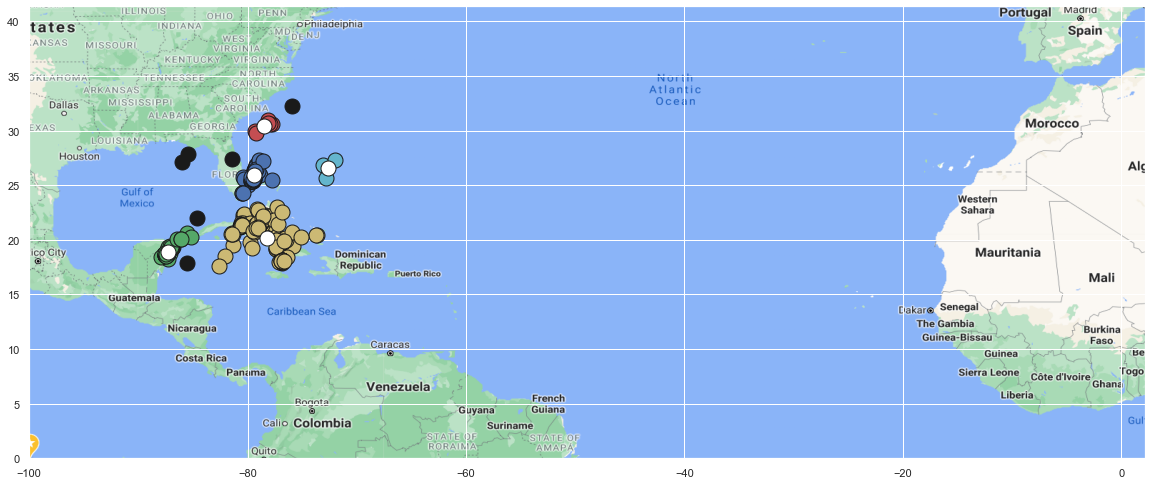 ILLINOIS
OHIO
PENN
Philadelphia
Portugal
Madrid
Spain
tates
INDIANA
MD
DE
NJ
ANSAS
MISSOURI
WEST
VIRGINIA
KENTUCKY
VIRGINIA
OKLAHOMA
TENNESSEE
NORTH
CAROLINA
ARKANSAS
MISSISSIPPI
SOUTH
CAROLINA
Dallas
ALABAMA
GEORGIA
EXAS
LOUISIANA
Houston
FLOR
North
Atlantic
Ocean
Morocco
Alg
Gulf of
Mexico
Western
Sahara
ico City
Dominican
Republic
Puerto Rico
Mauritania
Mali
Guatemala
Caribbean Sea
Nicaragua
Dakar
Senegal
The Gambia
Guinea-Bissau
Burkina
Faso
Costa Rica
Panama
Caracas
Venezuela
Guinea
Be
Sierra Leone
Côte d'Ivoire
Togo
Ghana
Liberia
Bogota
Cali
Colombia
Guyana
French
Guiana
Suriname
STATE OF
RORAIMA
STATE OF
AMAPA
Gulf
Quito
40
35
30
25
20
15
10
5
0
−100
−80
−60
−40
−20
0